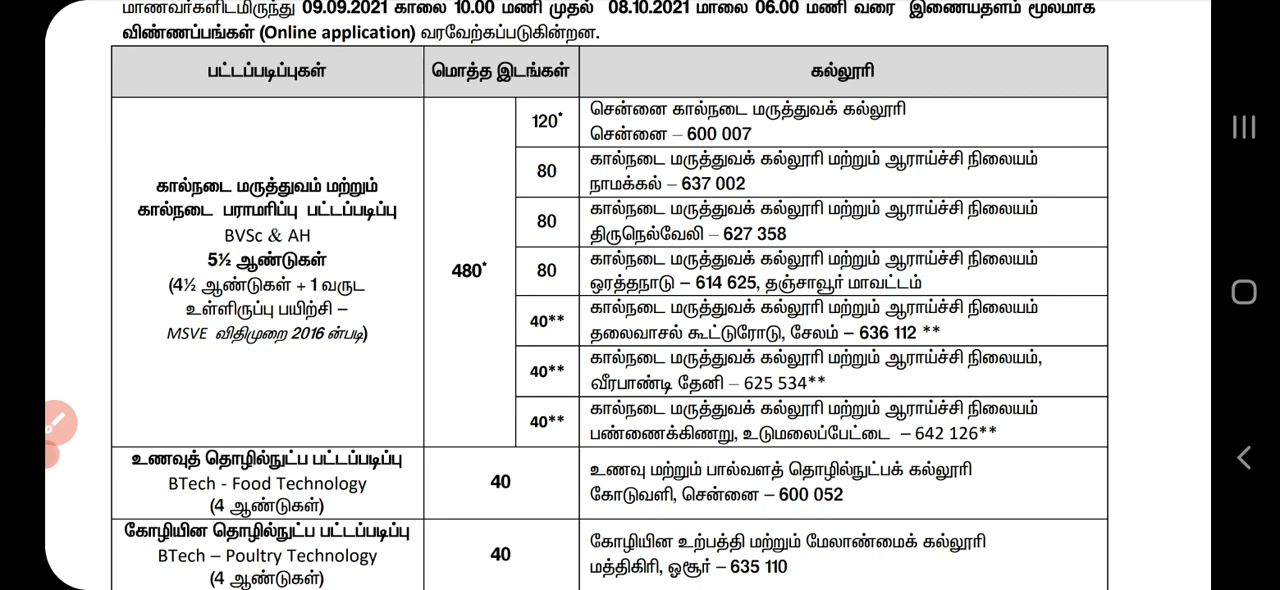 மாணவர்களிடமிருந்து 09.09.2021 காலை 10.00 மணி முதல் 08.10.2021 மாலை 06.00 மணி வரை இணையதளம் மூலமாக
விண்ணப்பங்கள் (Online application) வரவேற்கப்படுகின்றன.
பட்டப்படிப்புகள்
மொத்த இடங்கள்
கல்லூரி
கால்நடை மருத்துவம் மற்றும்
கால்நடை பராமரிப்பு பட்டப்படிப்பு
BVSc & AH
5½ ஆண்டுகள்
(4½ ஆண்டுகள் + 1 வருட
உள்ளிருப்பு பயிற்சி –
MSVE விதிமுறை 2016 ன்படி)
480*
120*
சென்னை கால்நடை மருத்துவக் கல்லூரி
சென்னை – 600 007
80
கால்நடை மருத்துவக் கல்லூரி மற்றும் ஆராய்ச்சி நிலையம்
நாமக்கல் – 637 002
80
கால்நடை மருத்துவக் கல்லூரி மற்றும் ஆராய்ச்சி நிலையம்
திருநெல்வேலி – 627 358
80
கால்நடை மருத்துவக் கல்லூரி மற்றும் ஆராய்ச்சி நிலையம்
ஒரத்தநாடு – 614 625, தஞ்சாவூர் மாவட்டம்
40**
கால்நடை மருத்துவக் கல்லூரி மற்றும் ஆராய்ச்சி நிலையம்
தலைவாசல் கூட்டுரோடு, சேலம் – 636 112 **
40**
கால்நடை மருத்துவக் கல்லூரி மற்றும் ஆராய்ச்சி நிலையம்,
வீரபாண்டி தேனி – 625 534**
40**
கால்நடை மருத்துவக் கல்லூரி மற்றும் ஆராய்ச்சி நிலையம்
பண்ணைக்கிணறு, உடுமலைப்பேட்டை – 642 126**
உணவுத் தொழில்நுட்ப பட்டப்படிப்பு
BTech - Food Technology
(4 ஆண்டுகள்)
40
உணவு மற்றும் பால்வளத் தொழில்நுட்பக் கல்லூரி
கோடுவளி, சென்னை – 600 052
கோழியின தொழில்நுட்ப பட்டப்படிப்பு
BTech – Poultry Technology
(4 ஆண்டுகள்)
40
கோழியின உற்பத்தி மற்றும் மேலாண்மைக் கல்லூரி
மத்திகிரி, ஓசூர் – 635 110